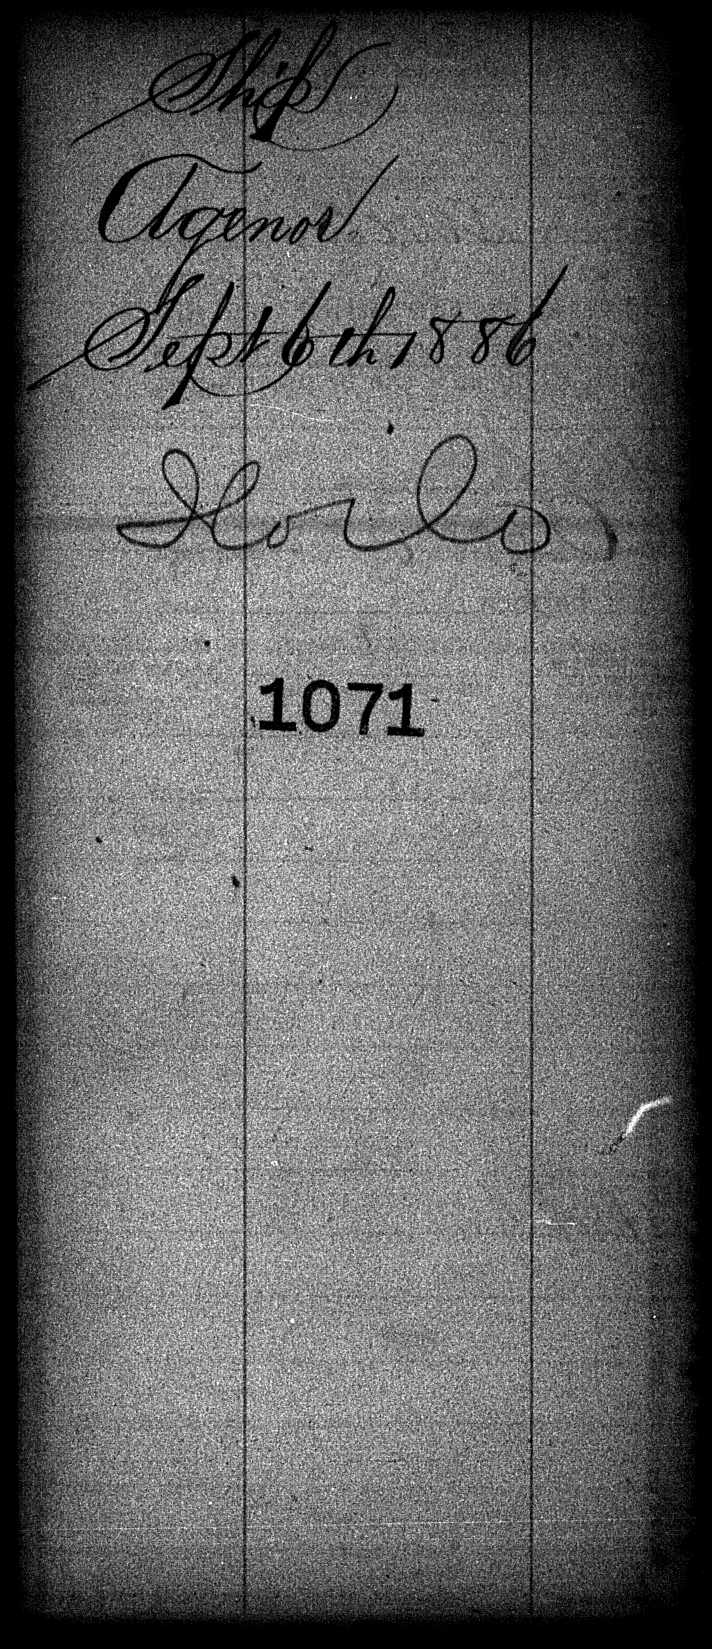 Ship
Agenor
Sept 6th 1886
Iloilo
1071